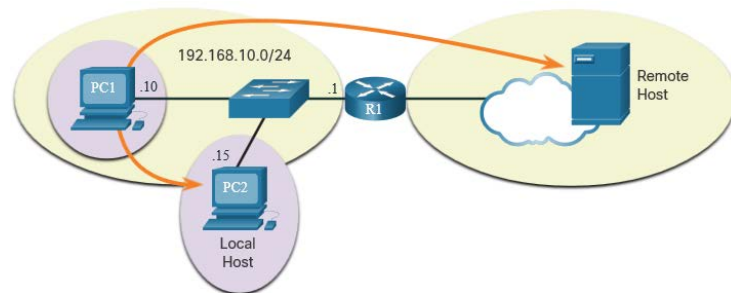 192.168.10.0/24
PC1
.10
.1
R1
Remote
Host
.15
PC2
Local
Host